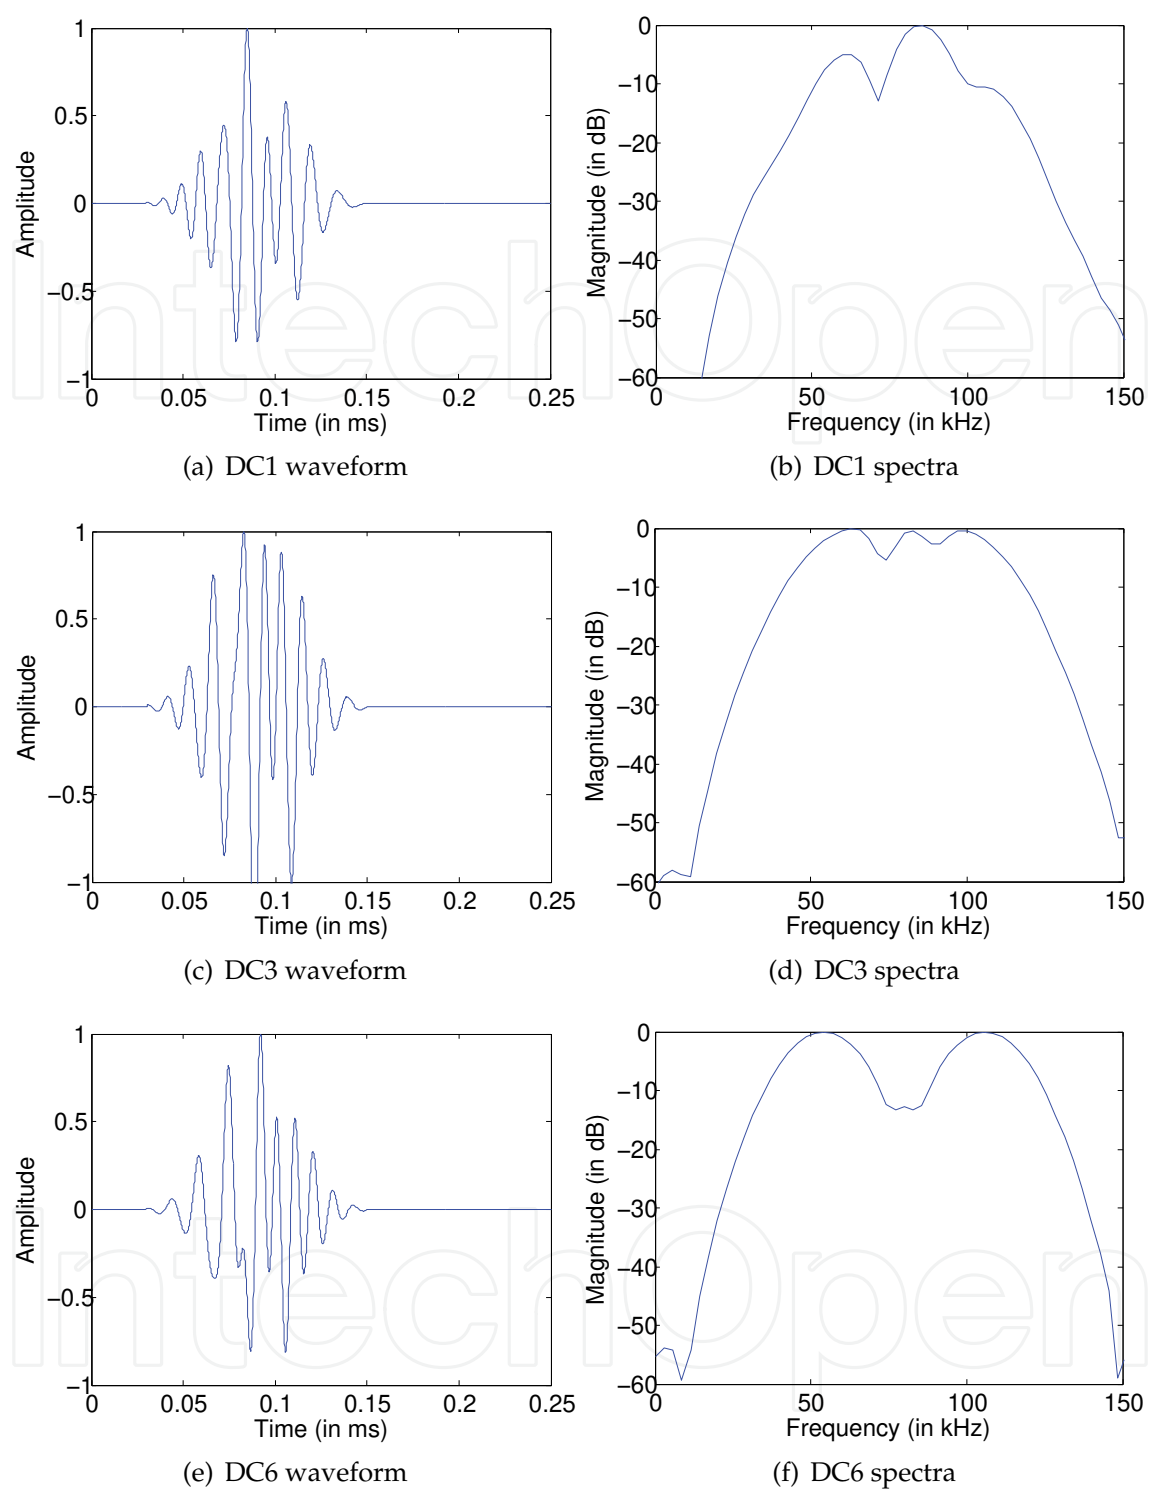 1
0.5
0
−0.5
−1
Amplitude
0 0.05 0.1 0.15 0.2 0.25
Time (in ms)
(a) DC1 waveform
0
−10
−20
−30
−40
−50
−60
Magnitude (in dB)
0 50 100 150
Frequency (in kHz)
(b) DC1 spectra
1
0.5
0
−0.5
−1
Amplitude
0 0.05 0.1 0.15 0.2 0.25
Time (in ms)
(c) DC3 waveform
0
−10
−20
−30
−40
−50
−60
Magnitude (in dB)
0 50 100 150
Frequency (in kHz)
(d) DC3 spectra
1
0.5
0
−0.5
−1
Amplitude
0 0.05 0.1 0.15 0.2 0.25
Time (in ms)
(e) DC6 waveform
0
−10
−20
−30
−40
−50
−60
Magnitude (in dB)
0 50 100 150
Frequency (in kHz)
(f) DC6 spectra
IntechOpen
IntechOpen